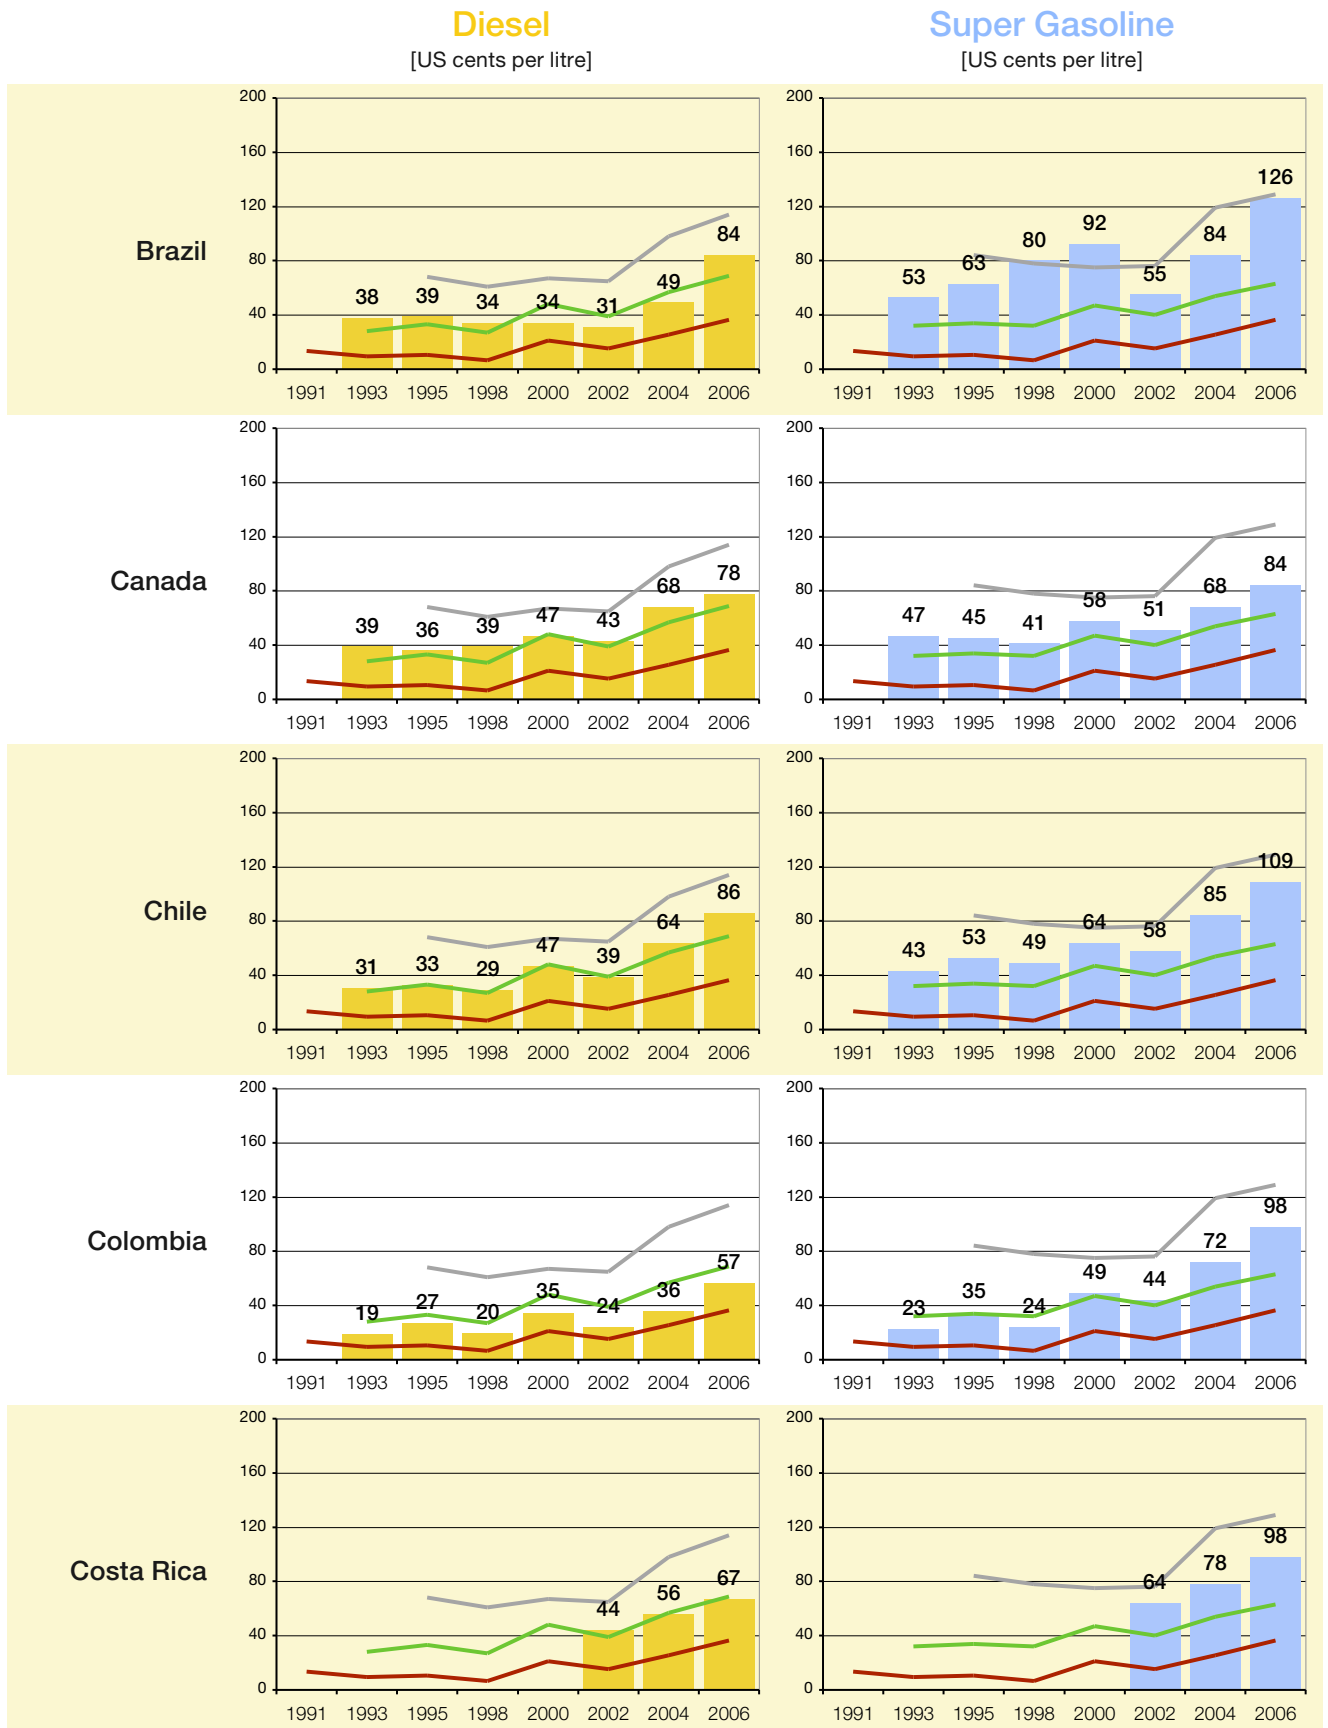 Diesel
[US cents per litre]
Super Gasoline
[US cents per litre]
Brazil
200
160
120
80
40
0
38 39 34 34 31 49 84
1991 1993 1995 1998 2000 2002 2004 2006
200
160
120
80
40
0
53 63 80 92 55 84 126
1991 1993 1995 1998 2000 2002 2004 2006
Canada
200
160
120
80
40
0
39 36 39 47 43 68 78
1991 1993 1995 1998 2000 2002 2004 2006
200
160
120
80
40
0
47 45 41 58 51 68 84
1991 1993 1995 1998 2000 2002 2004 2006
Chile
200
160
120
80
40
0
31 33 29 47 39 64 86
1991 1993 1995 1998 2000 2002 2004 2006
200
160
120
80
40
0
43 53 49 64 58 85 109
1991 1993 1995 1998 2000 2002 2004 2006
Colombia
200
160
120
80
40
0
19 27 20 35 24 36 57
1991 1993 1995 1998 2000 2002 2004 2006
200
160
120
80
40
0
23 35 24 49 44 72 98
1991 1993 1995 1998 2000 2002 2004 2006
Costa Rica
200
160
120
80
40
0
44 56 67
1991 1993 1995 1998 2000 2002 2004 2006
200
160
120
80
40
0
64 78 98
1991 1993 1995 1998 2000 2002 2004 2006